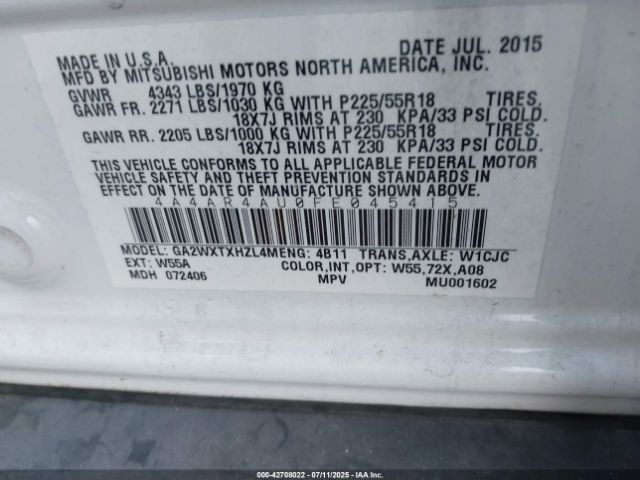 MADE IN U.S.A. DATE JUL. 2015
MFD BY MITSUBISHI MOTORS NORTH AMERICA, INC.
GVWR 4343 LBS/1970 KG
GAWR FR. 2271 LBS/1030 KG WITH P225/55R18 TIRES.
18X7J RIMS AT 230 KPA/33 PSI COLD.
GAWR RR. 2205 LBS/1000 KG WITH P225/55R18 TIRES.
18X7J RIMS AT 230 KPA/33 PSI COLD.
THIS VEHICLE CONFORMS TO ALL APPLICABLE FEDERAL MOTOR
VEHICLE SAFETY AND THEFT PREVENTION STANDARDS IN
EFFECT ON THE DATE OF MANUFACTURE SHOWN ABOVE.
4A4AR4AU0FE045415
MODEL: GA2WXTXHZL4M ENG: 4B11 TRANS,AXLE: W1CJC
EXT: W55A COLOR,INT,OPT: W55,72X,A08
MDH 072406 MPV MU001602
000-42708022 - 07/11/2025 - IAA Inc.